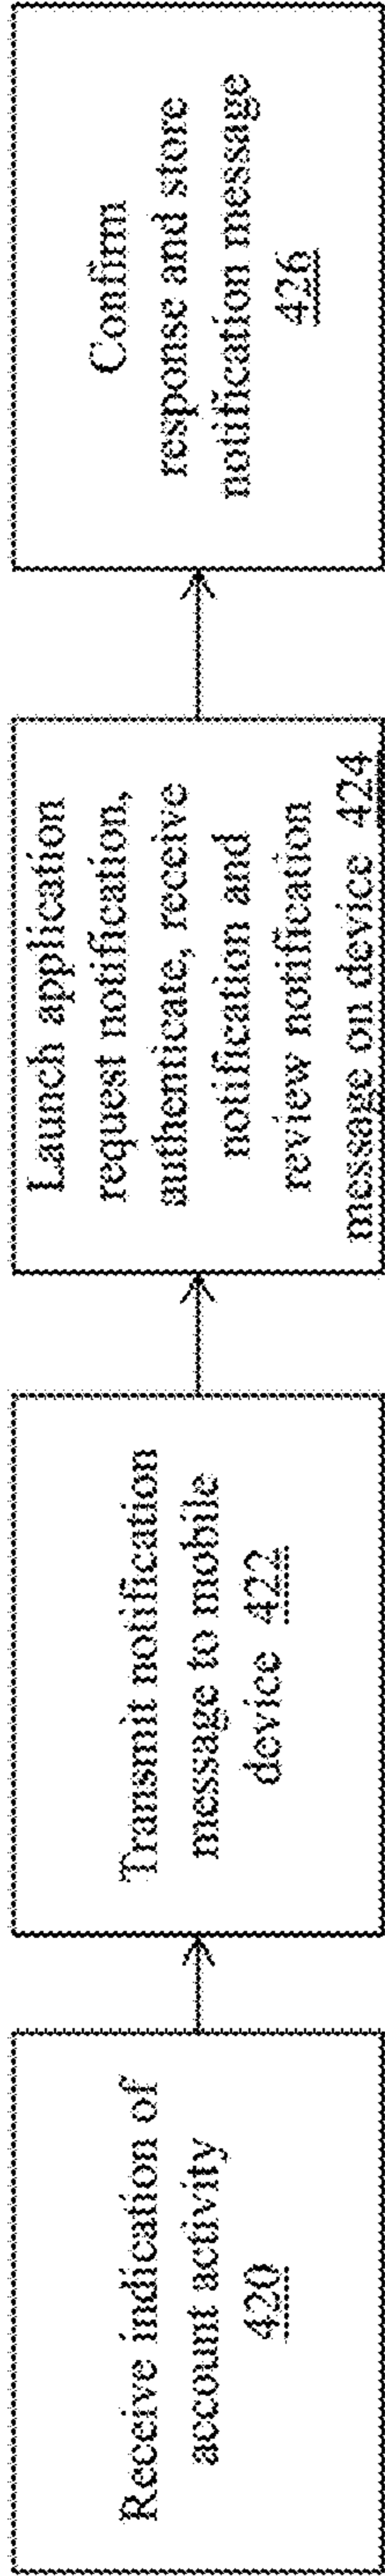 Receive indication of
account activity
420
Transmit notification
message to mobile
device 422
Launch application
request notification,
authenticate, receive
notification and
review notification
message on device 424
Confirm
response and store
notification message
426